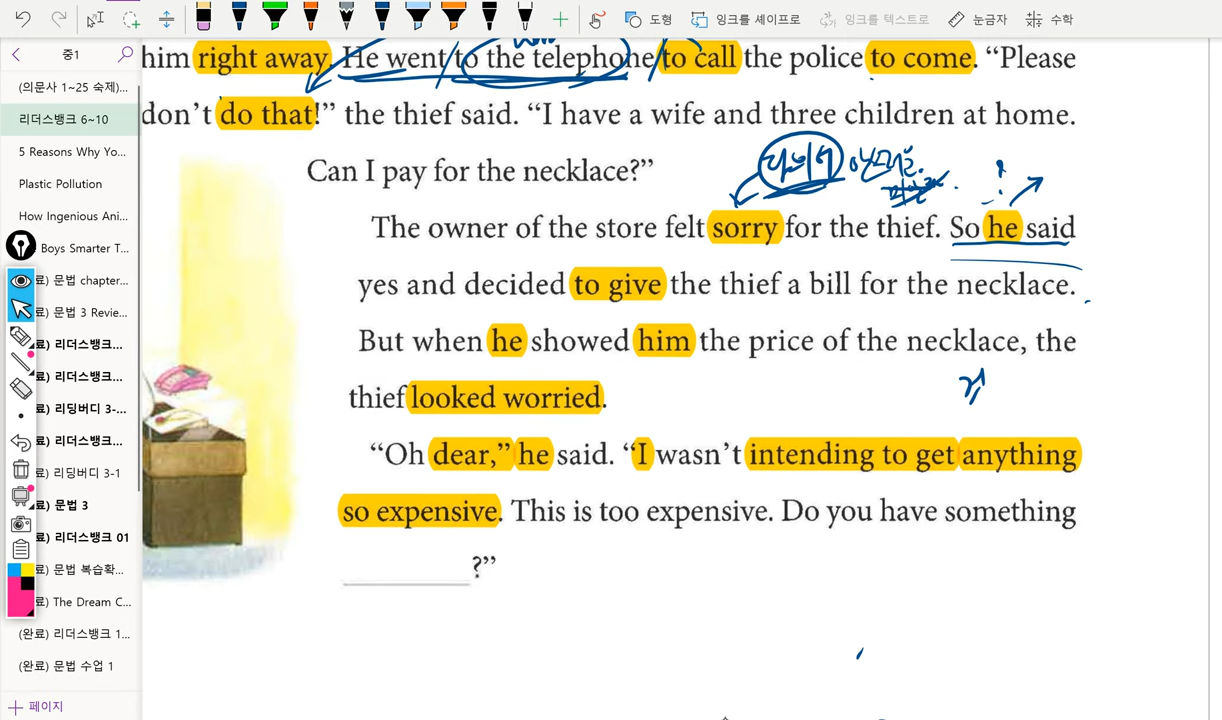 도형
잉크를 셰이프로
잉크를 텍스트로
눈금자
수학
중1
(의문사 1~25 숙제)...
리더스뱅크 6~10
5 Reasons Why Yo...
Plastic Pollution
How Ingenious Ani...
Boys Smarter T...
료) 문법 chapter...
료) 문법 3 Revie...
료) 리더스뱅크...
료) 리더스뱅크...
료) 리딩버디 3-...
료) 리더스뱅크...
료) 리딩버디 3-1
료) 문법 3
료) 리더스뱅크 01
료) 문법 복습확...
료) The Dream C...
(완료) 리더스뱅크 1...
(완료) 문법 수업 1
페이지
him right away. He went to the telephone to call the police to come. “Please
don’t do that!” the thief said. “I have a wife and three children at home.
Can I pay for the necklace?”
The owner of the store felt sorry for the thief. So he said
yes and decided to give the thief a bill for the necklace.
But when he showed him the price of the necklace, the
thief looked worried.
“Oh dear,” he said. “I wasn’t intending to get anything
so expensive. This is too expensive. Do you have something
?”